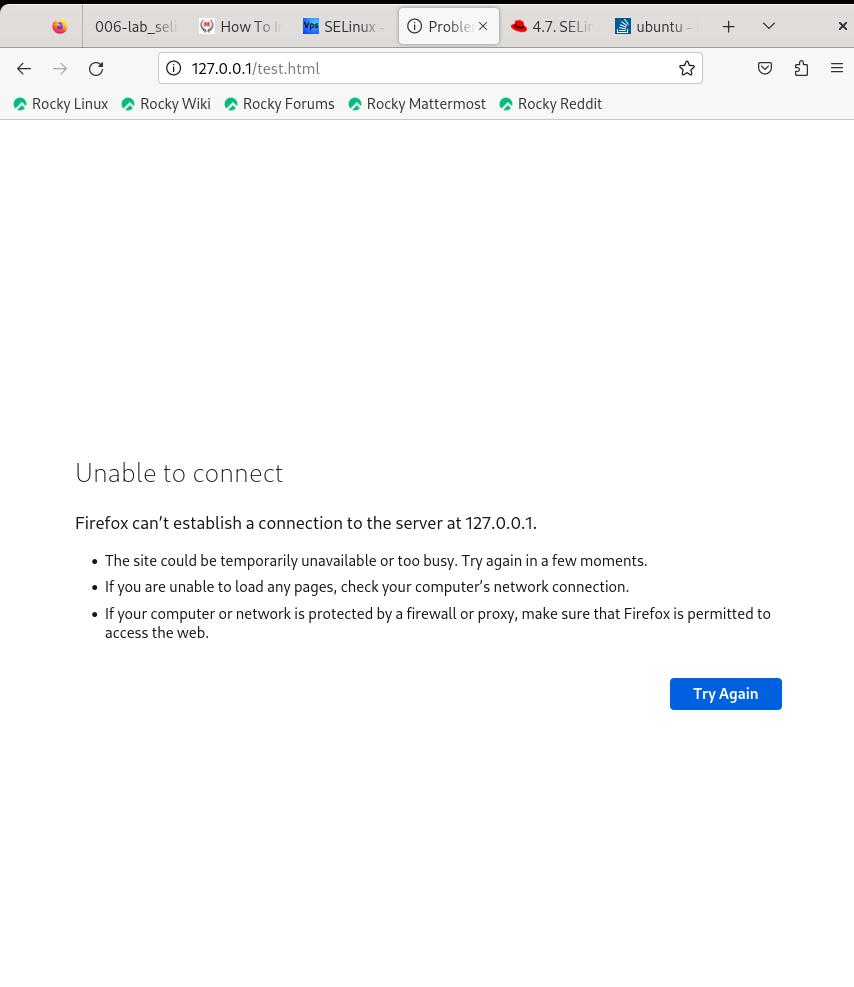 006-lab_seli
How To I
Vps
SELinux -
Proble
4.7. SELin
ubuntu -
127.0.0.1/test.html
Rocky Linux
Rocky Wiki
Rocky Forums
Rocky Mattermost
Rocky Reddit
Unable to connect
Firefox can’t establish a connection to the server at 127.0.0.1.
• The site could be temporarily unavailable or too busy. Try again in a few moments.
• If you are unable to load any pages, check your computer’s network connection.
• If your computer or network is protected by a firewall or proxy, make sure that Firefox is permitted to
access the web.
Try Again